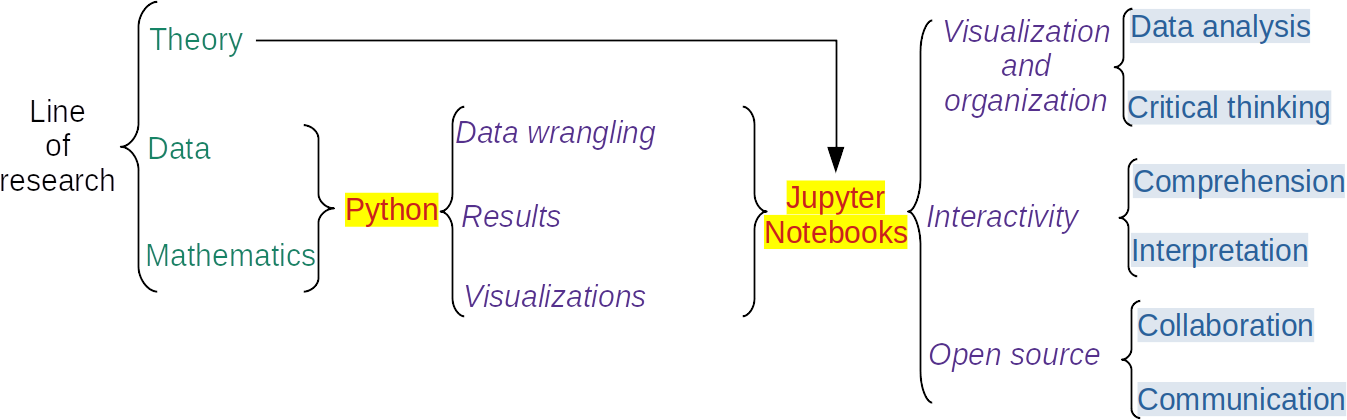 Line
of
research
Theory
Data
Mathematics
Python
Data wrangling
Results
Visualizations
Jupyter
Notebooks
Visualization
and
organization
Data analysis
Critical thinking
Interactivity
Comprehension
Interpretation
Open source
Collaboration
Communication